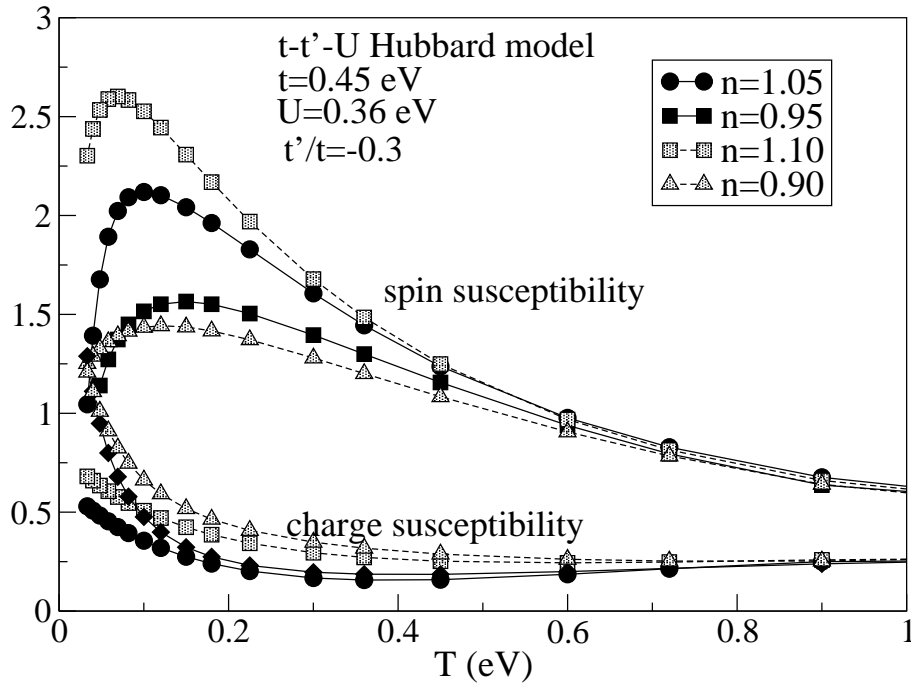 3
2.5
2
1.5
1
0.5
0
t-t'-U Hubbard model
t=0.45 eV
U=0.36 eV
t'/t=-0.3
n=1.05
n=0.95
n=1.10
n=0.90
spin susceptibility
charge susceptibility
0 0.2 0.4 0.6 0.8 1
T (eV)